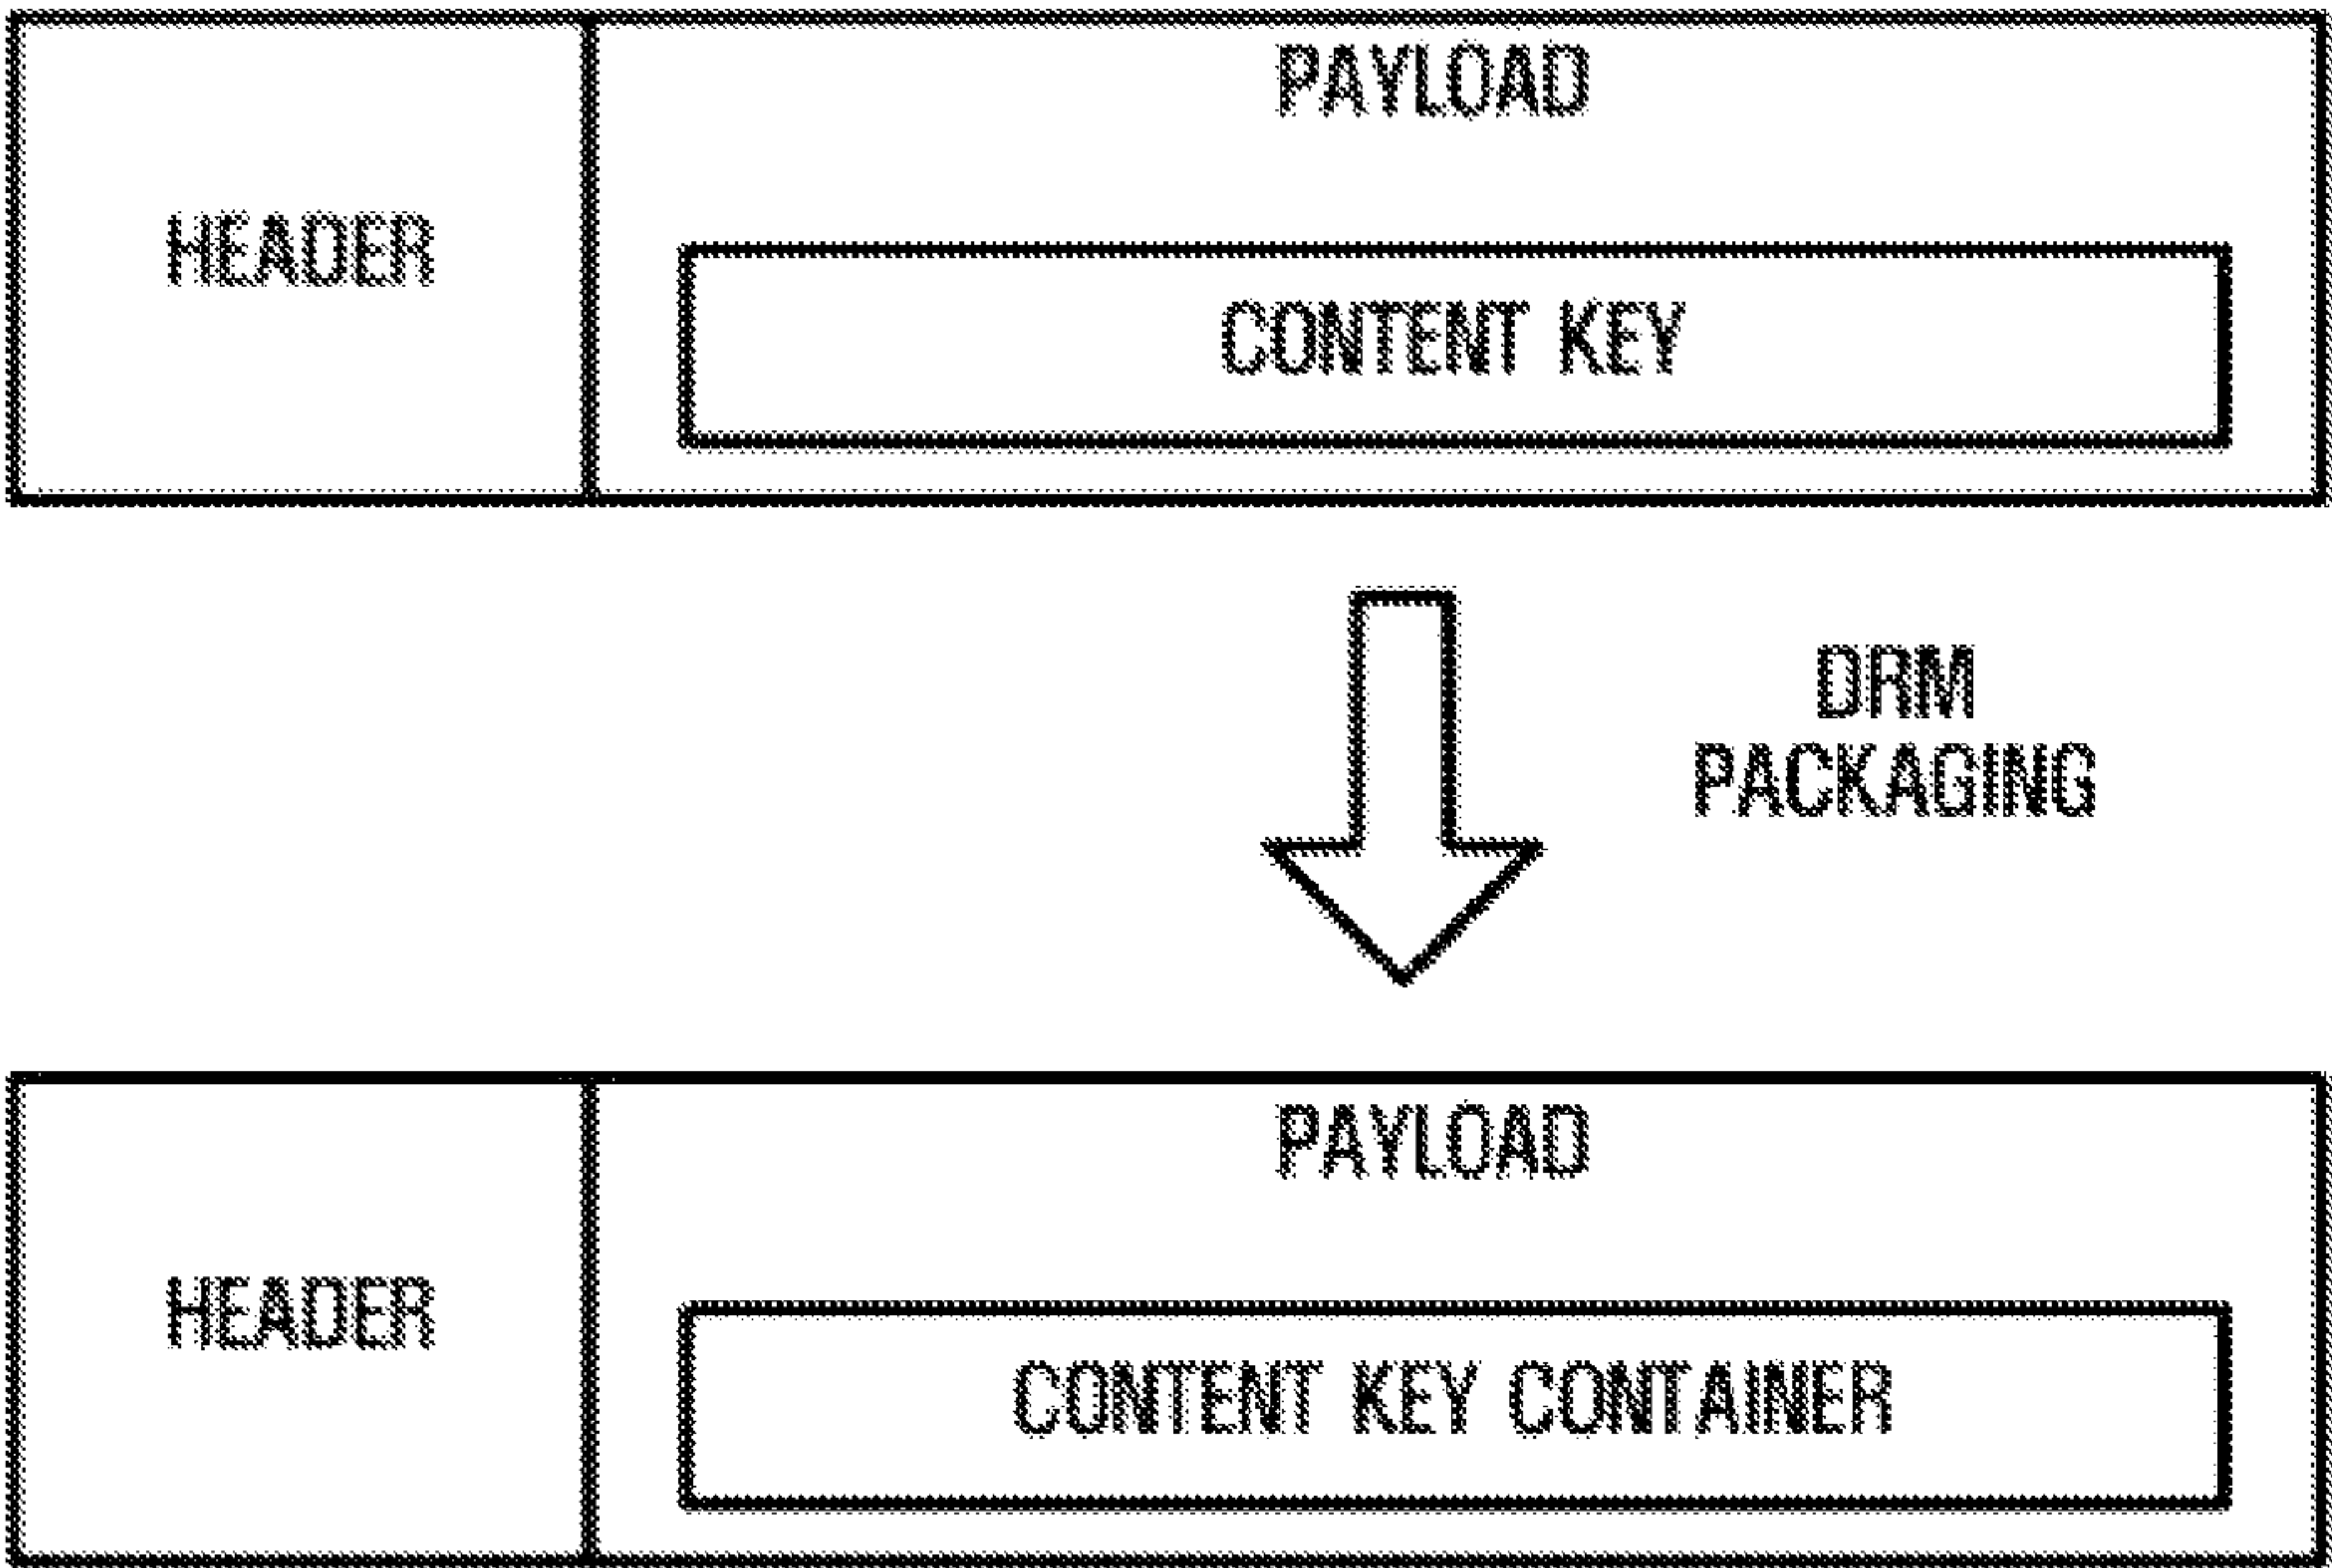 PAYLOAD
HEADER
CONTENT KEY
DRM
PACKAGING
PAYLOAD
HEADER
CONTENT KEY CONTAINER